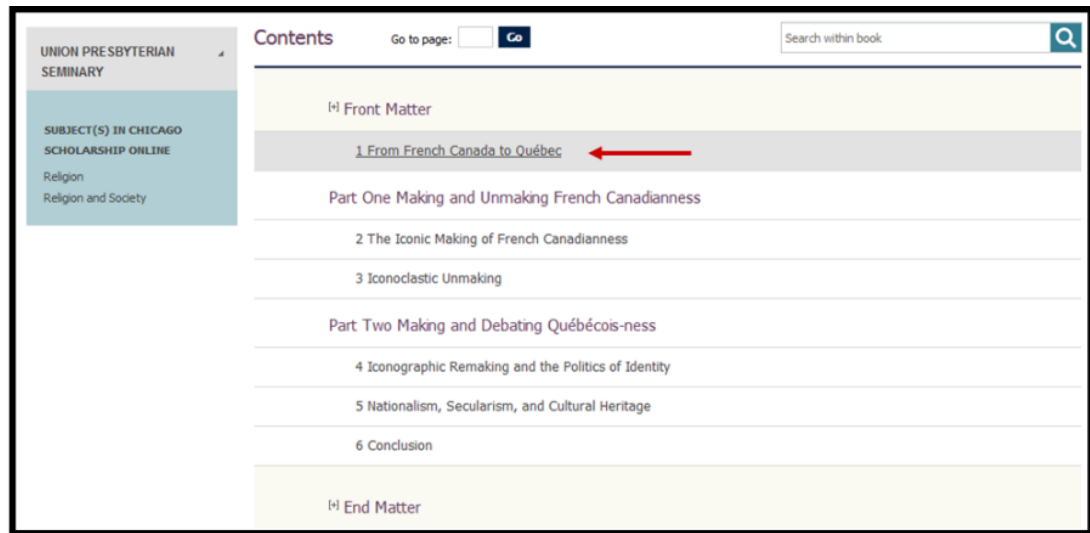 UNION PRESBYTERIAN
SEMINARY
SUBJECT(S) IN CHICAGO
SCHOLARSHIP ONLINE
Religion
Religion and Society
Contents
Go to page:
Go
Search within book
[+] Front Matter
1 From French Canada to Québec
Part One Making and Unmaking French Canadianness
2 The Iconic Making of French Canadianness
3 Iconoclastic Unmaking
Part Two Making and Debating Québécois-ness
4 Iconographic Remaking and the Politics of Identity
5 Nationalism, Secularism, and Cultural Heritage
6 Conclusion
[+] End Matter